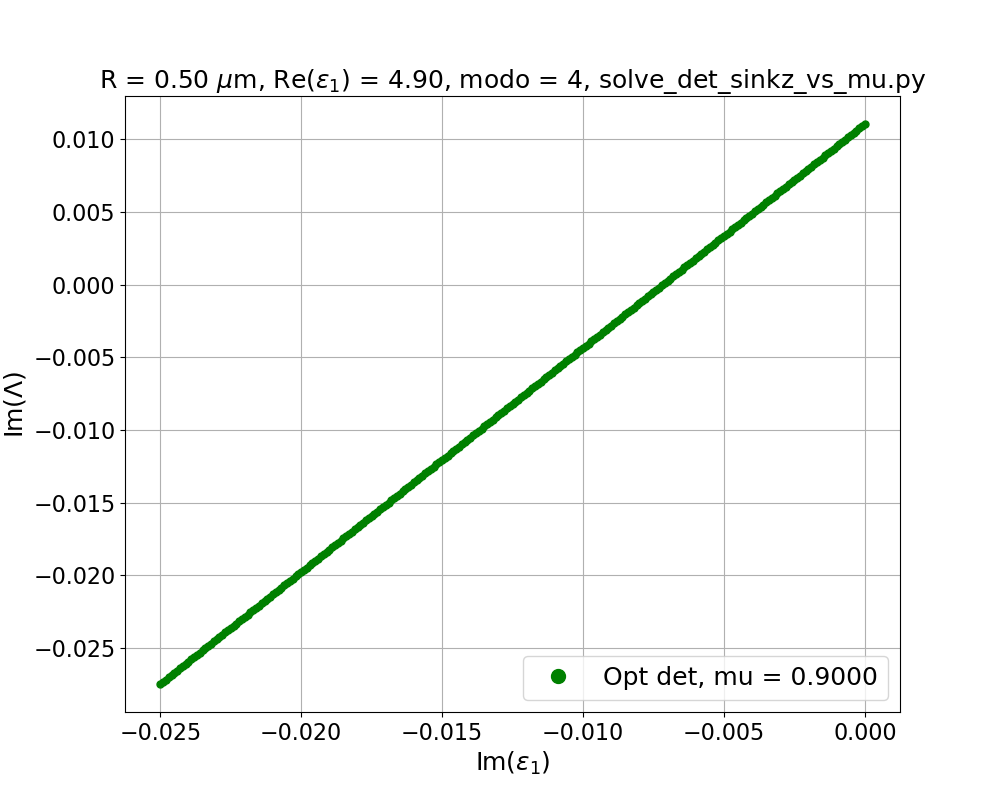 R = 0.50 μm, Re(ε₁) = 4.90, modo = 4, solve_det_sinkz_vs_mu.py
0.010
0.005
0.000
−0.005
−0.010
−0.015
−0.020
−0.025
Im(Λ)
Opt det, mu = 0.9000
−0.025 −0.020 −0.015 −0.010 −0.005 0.000
Im(ε₁)